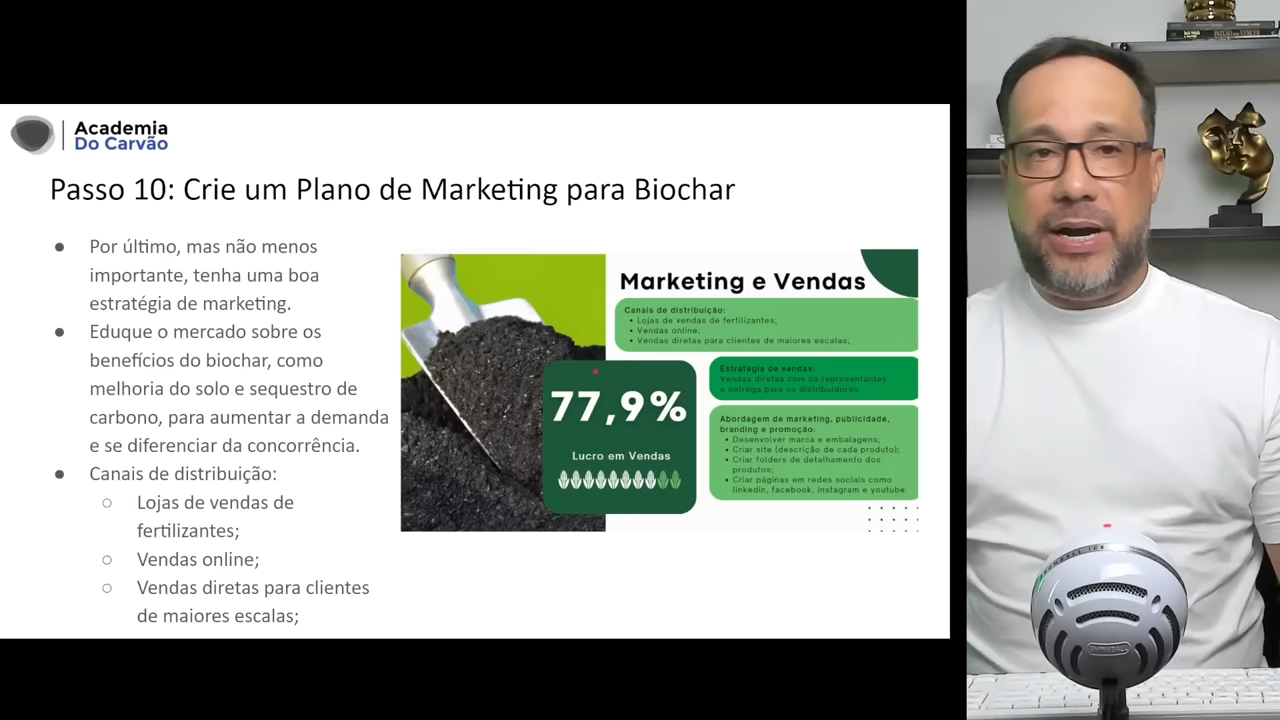 Academia
Do Carvão
Passo 10: Crie um Plano de Marketing para Biochar
● Por último, mas não menos
importante, tenha uma boa
estratégia de marketing.
● Eduque o mercado sobre os
benefícios do biochar, como
melhoria do solo e sequestro de
carbono, para aumentar a demanda
e se diferenciar da concorrência.
● Canais de distribuição:
○ Lojas de vendas de
fertilizantes;
○ Vendas online;
○ Vendas diretas para clientes
de maiores escalas;
Marketing e Vendas
Canais de distribuição:
• Lojas de vendas de fertilizantes;
• Vendas online;
• Vendas diretas para clientes de maiores escalas;
77,9%
Lucro em Vendas
Estratégia de vendas:
Vendas diretas com os representantes
e entrega para os distribuidores.
Abordagem de marketing, publicidade,
branding e promoção:
• Desenvolver marca e embalagens;
• Criar site (descrição de cada produto);
• Criar folders de detalhamento dos
produtos;
• Criar páginas em redes sociais como
linkedin, facebook, instagram e youtube.